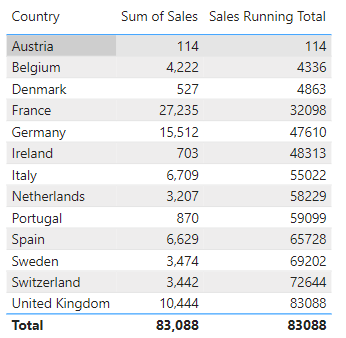 Country Sum of Sales Sales Running Total
Austria 114 114
Belgium 4,222 4336
Denmark 527 4863
France 27,235 32098
Germany 15,512 47610
Ireland 703 48313
Italy 6,709 55022
Netherlands 3,207 58229
Portugal 870 59099
Spain 6,629 65728
Sweden 3,474 69202
Switzerland 3,442 72644
United Kingdom 10,444 83088
Total 83,088 83088